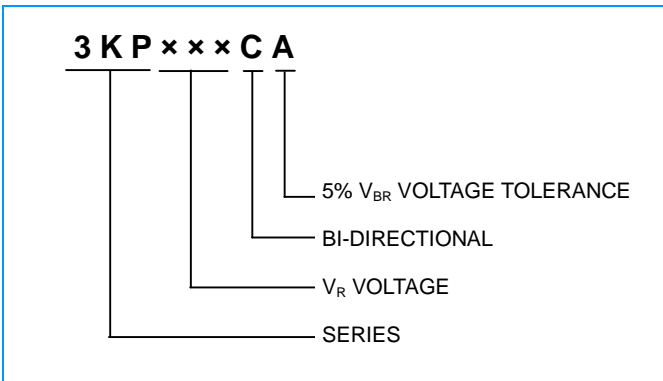 3KP×××CA
5% VBR VOLTAGE TOLERANCE
BI-DIRECTIONAL
VR VOLTAGE
SERIES